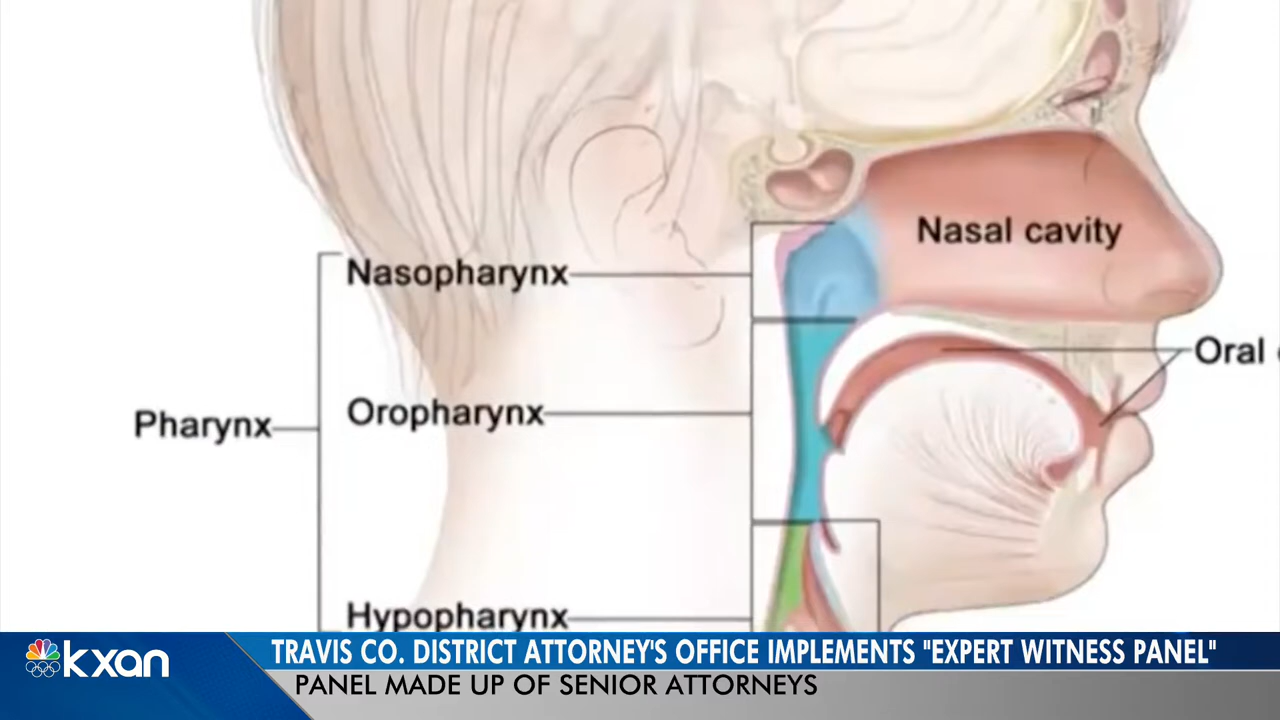 Nasal cavity
Nasopharynx
Oral
Oropharynx
Pharynx
Hypopharynx
kxan
TRAVIS CO. DISTRICT ATTORNEY'S OFFICE IMPLEMENTS "EXPERT WITNESS PANEL"
PANEL MADE UP OF SENIOR ATTORNEYS